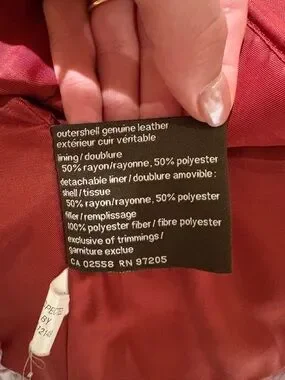 outershell genuine leather
extérieur cuir véritable
lining / doublure
50% rayon/rayonne, 50% polyester
detachable liner / doublure amovible :
shell / tissue
50% rayon/rayonne, 50% polyester
filler / remplissage
100% polyester fiber / fibre polyester
exclusive of trimmings /
garniture exclue
CA 02558 RN 97205
BY